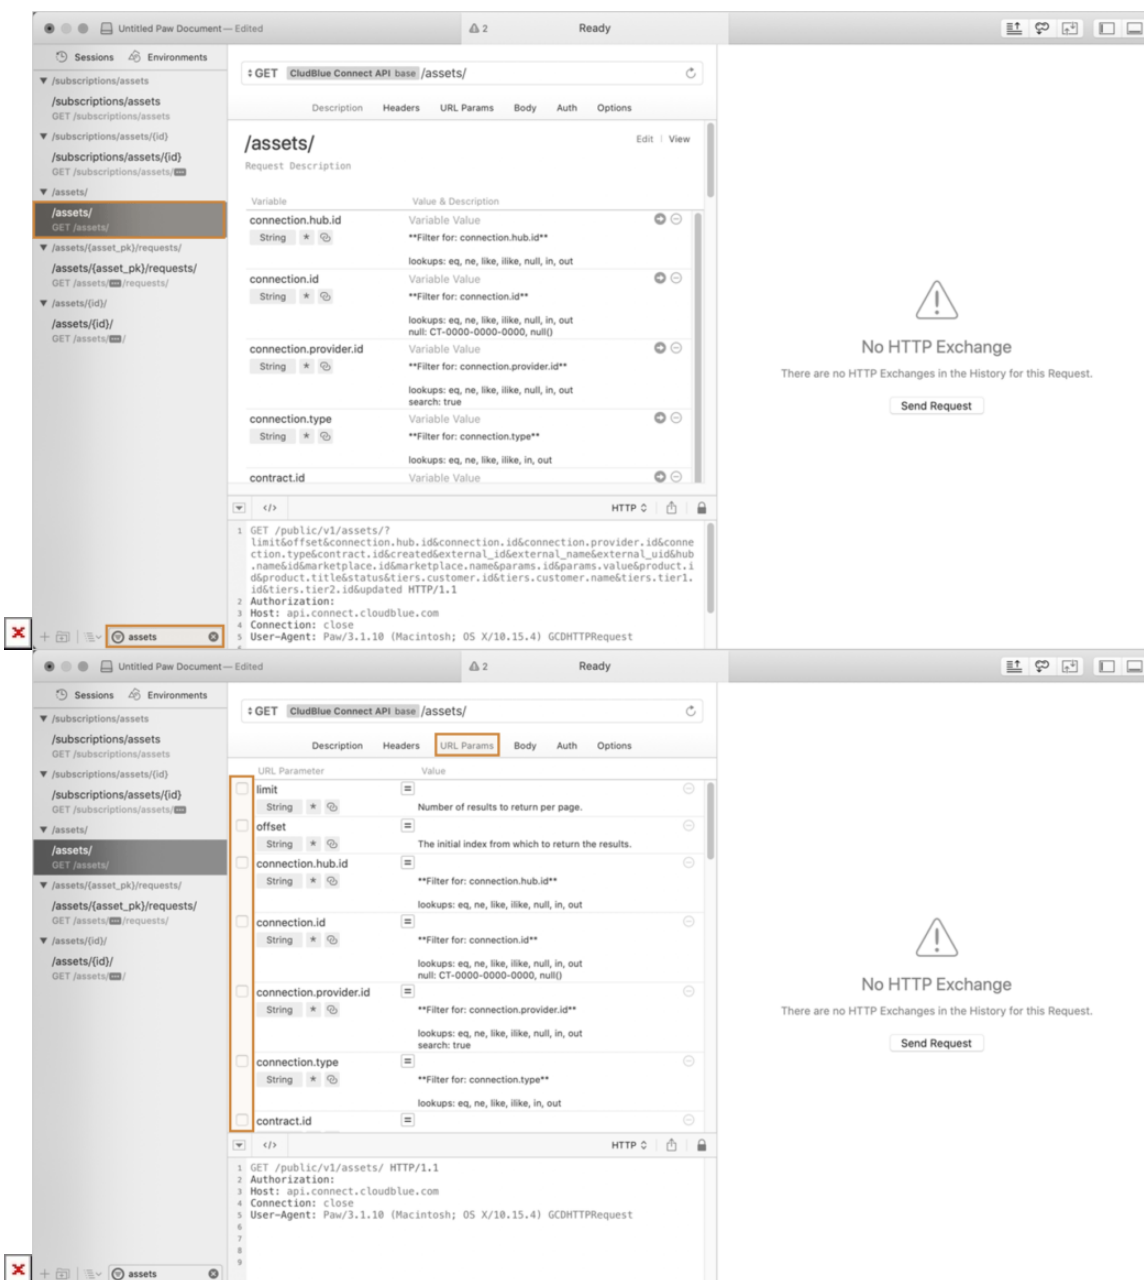 Untitled Paw Document — Edited
2
Ready
Sessions Environments
/subscriptions/assets
/subscriptions/assets
GET /subscriptions/assets
/subscriptions/assets/{id}
/subscriptions/assets/{id}
GET /subscriptions/assets/
/assets/
/assets/
GET /assets/
/assets/{asset_pk}/requests/
/assets/{asset_pk}/requests/
GET /assets/ /requests/
/assets/{id}/
/assets/{id}/
GET /assets/ /
assets
GET CludBlue Connect API base /assets/
Description Headers URL Params Body Auth Options
/assets/
Edit | View
Request Description
Variable Value & Description
connection.hub.id Variable Value
String * **Filter for: connection.hub.id**
lookups: eq, ne, like, ilike, null, in, out
connection.id Variable Value
String * **Filter for: connection.id**
lookups: eq, ne, like, ilike, null, in, out
null: CT-0000-0000-0000, null()
connection.provider.id Variable Value
String * **Filter for: connection.provider.id**
lookups: eq, ne, like, ilike, null, in, out
search: true
connection.type Variable Value
String * **Filter for: connection.type**
lookups: eq, ne, like, ilike, in, out
contract.id Variable Value
</> HTTP
1 GET /public/v1/assets/?
limit&offset&connection.hub.id&connection.id&connection.provider.id&conne
ction.type&contract.id&created&external_id&external_name&external_uid&hub
.name&id&marketplace.id&marketplace.name&params.id&params.value&product.i
d&product.title&status&tiers.customer.id&tiers.customer.name&tiers.tier1.
id&tiers.tier2.id&updated HTTP/1.1
2 Authorization:
3 Host: api.connect.cloudblue.com
4 Connection: close
5 User-Agent: Paw/3.1.10 (Macintosh; OS X/10.15.4) GCDHTTPRequest
No HTTP Exchange
There are no HTTP Exchanges in the History for this Request.
Send Request
Untitled Paw Document — Edited
2
Ready
Sessions Environments
/subscriptions/assets
/subscriptions/assets
GET /subscriptions/assets
/subscriptions/assets/{id}
/subscriptions/assets/{id}
GET /subscriptions/assets/
/assets/
/assets/
GET /assets/
/assets/{asset_pk}/requests/
/assets/{asset_pk}/requests/
GET /assets/ /requests/
/assets/{id}/
/assets/{id}/
GET /assets/ /
assets
GET CludBlue Connect API base /assets/
Description Headers URL Params Body Auth Options
URL Parameter Value
limit =
String * Number of results to return per page.
offset =
String * The initial index from which to return the results.
connection.hub.id =
String * **Filter for: connection.hub.id**
lookups: eq, ne, like, ilike, null, in, out
connection.id =
String * **Filter for: connection.id**
lookups: eq, ne, like, ilike, null, in, out
null: CT-0000-0000-0000, null()
connection.provider.id =
String * **Filter for: connection.provider.id**
lookups: eq, ne, like, ilike, null, in, out
search: true
connection.type =
String * **Filter for: connection.type**
lookups: eq, ne, like, ilike, in, out
contract.id =
</> HTTP
1 GET /public/v1/assets/ HTTP/1.1
2 Authorization:
3 Host: api.connect.cloudblue.com
4 Connection: close
5 User-Agent: Paw/3.1.10 (Macintosh; OS X/10.15.4) GCDHTTPRequest
6
7
8
9
No HTTP Exchange
There are no HTTP Exchanges in the History for this Request.
Send Request